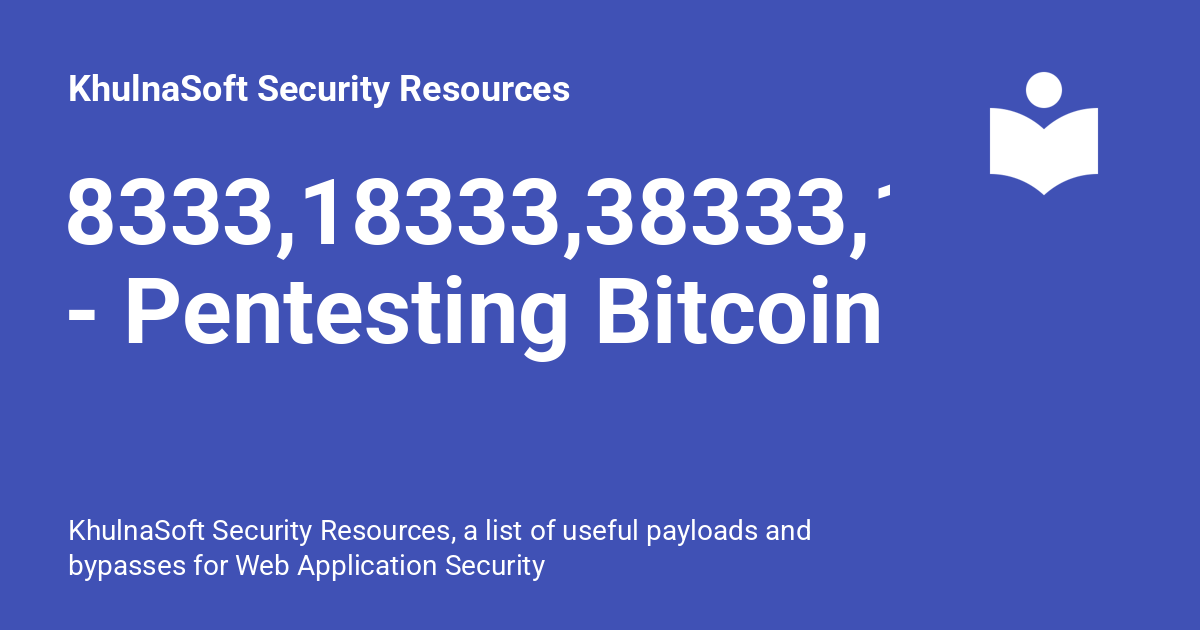 KhulnaSoft Security Resources
8333,18333,38333,
- Pentesting Bitcoin
KhulnaSoft Security Resources, a list of useful payloads and
bypasses for Web Application Security